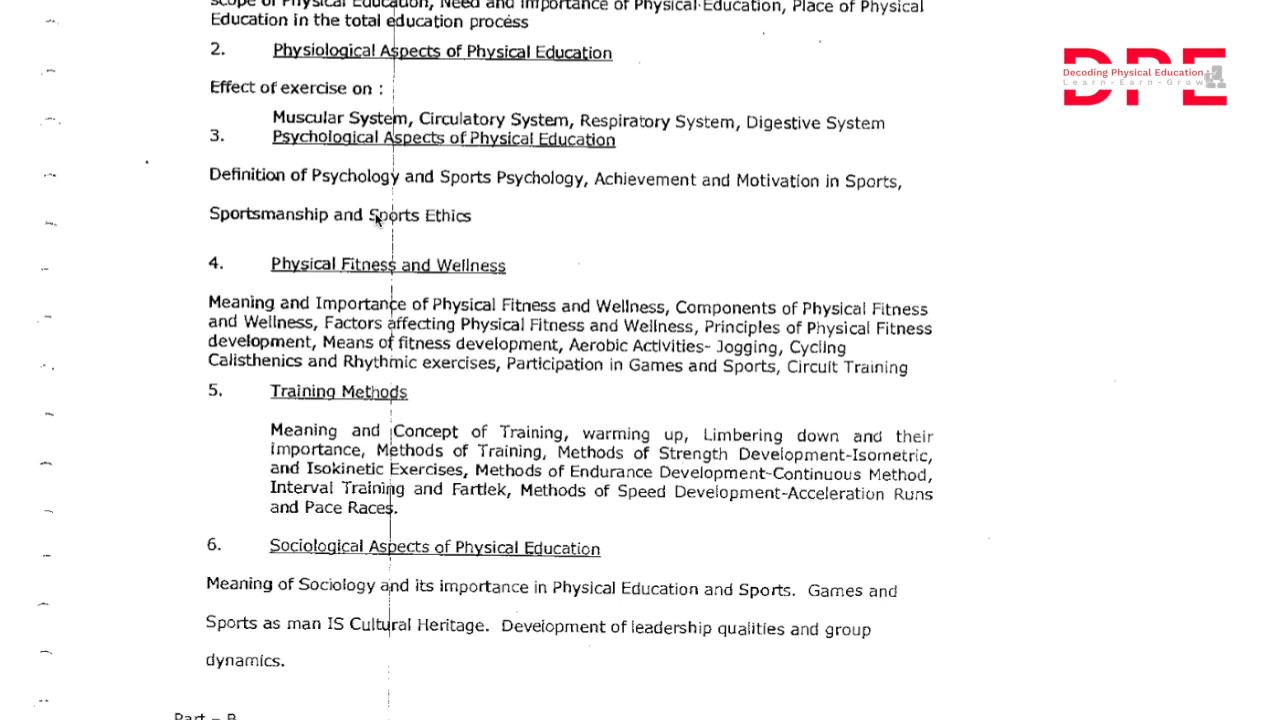 scope of Physical Education, Need and Importance of Physical Education, Place of Physical
Education in the total education process
2. Physiological Aspects of Physical Education
Effect of exercise on :
Muscular System, Circulatory System, Respiratory System, Digestive System
3. Psychological Aspects of Physical Education
Definition of Psychology and Sports Psychology, Achievement and Motivation in Sports,
Sportsmanship and Sports Ethics
4. Physical Fitness and Wellness
Meaning and Importance of Physical Fitness and Wellness, Components of Physical Fitness
and Wellness, Factors affecting Physical Fitness and Wellness, Principles of Physical Fitness
development, Means of fitness development, Aerobic Activities- Jogging, Cycling
Calisthenics and Rhythmic exercises, Participation in Games and Sports, Circuit Training
5. Training Methods
Meaning and Concept of Training, warming up, Limbering down and their
importance, Methods of Training, Methods of Strength Development-Isometric,
and Isokinetic Exercises, Methods of Endurance Development-Continuous Method,
Interval Training and Fartlek, Methods of Speed Development-Acceleration Runs
and Pace Races.
6. Sociological Aspects of Physical Education
Meaning of Sociology and its importance in Physical Education and Sports. Games and
Sports as man IS Cultural Heritage. Development of leadership qualities and group
dynamics.
Part – B
DPE
Decoding Physical Education
Learn-Earn-Grow